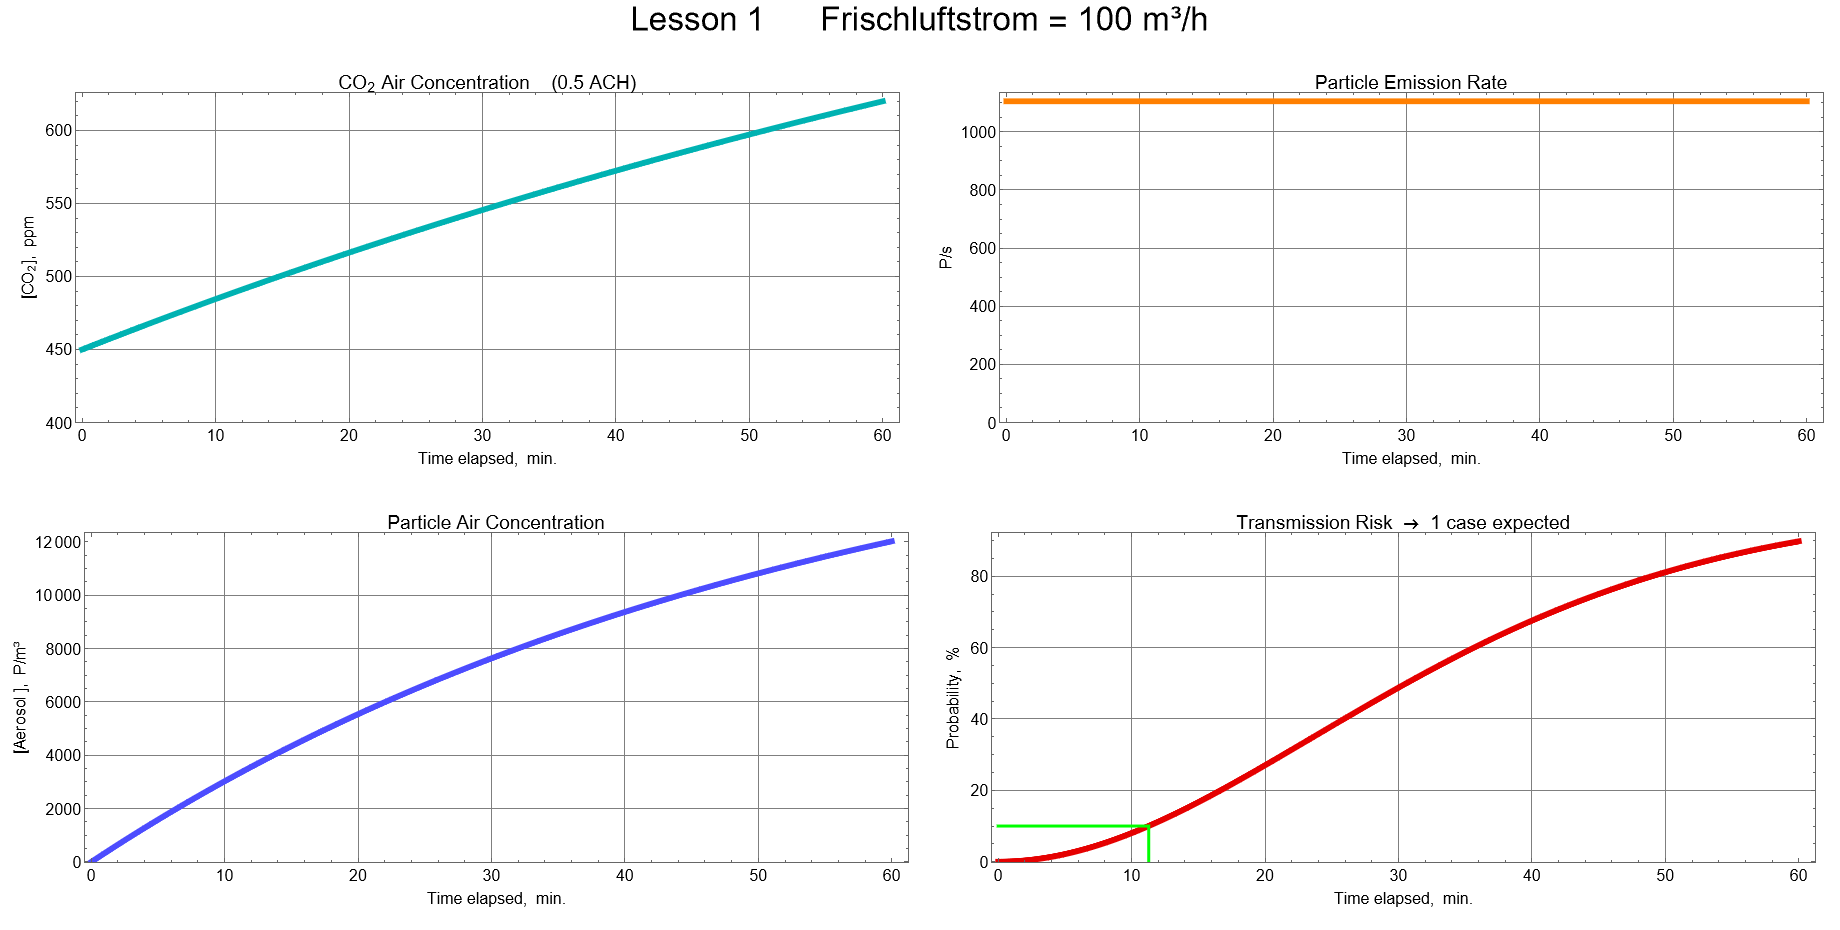 Lesson 1 Frischluftstrom = 100 m³/h
CO₂ Air Concentration (0.5 ACH)
600
550
500
450
400
[CO₂], ppm
0 10 20 30 40 50 60
Time elapsed, min.
Particle Emission Rate
1000
800
600
400
200
0
P/s
0 10 20 30 40 50 60
Time elapsed, min.
Particle Air Concentration
12 000
10 000
8000
6000
4000
2000
0
[Aerosol ], P/m³
0 10 20 30 40 50 60
Time elapsed, min.
Transmission Risk → 1 case expected
80
60
40
20
0
Probability, %
0 10 20 30 40 50 60
Time elapsed, min.